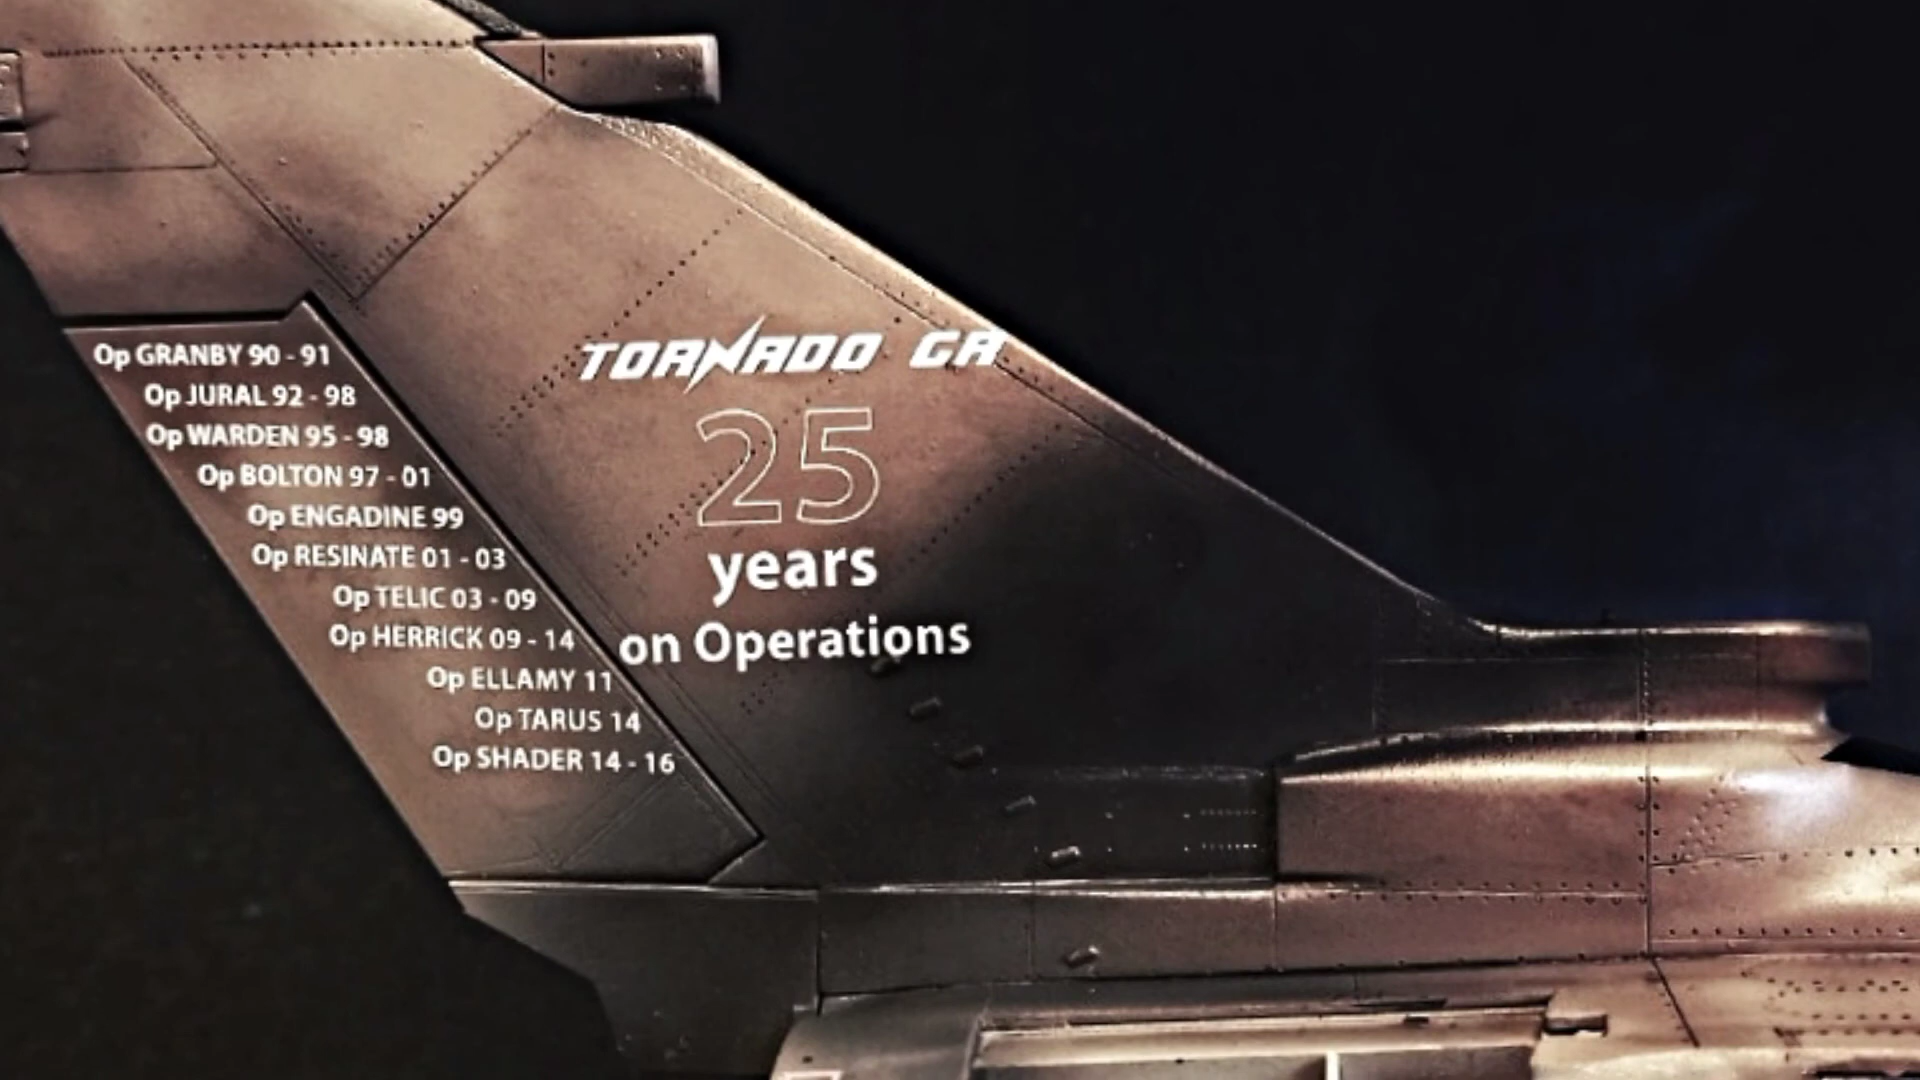 Op GRANBY 90 - 91
Op JURAL 92 - 98
Op WARDEN 95 - 98
Op BOLTON 97 - 01
Op ENGADINE 99
Op RESINATE 01 - 03
Op TELIC 03 - 09
Op HERRICK 09 - 14
Op ELLAMY 11
Op TARUS 14
Op SHADER 14 - 16
TORNADO GR
25
years
on Operations